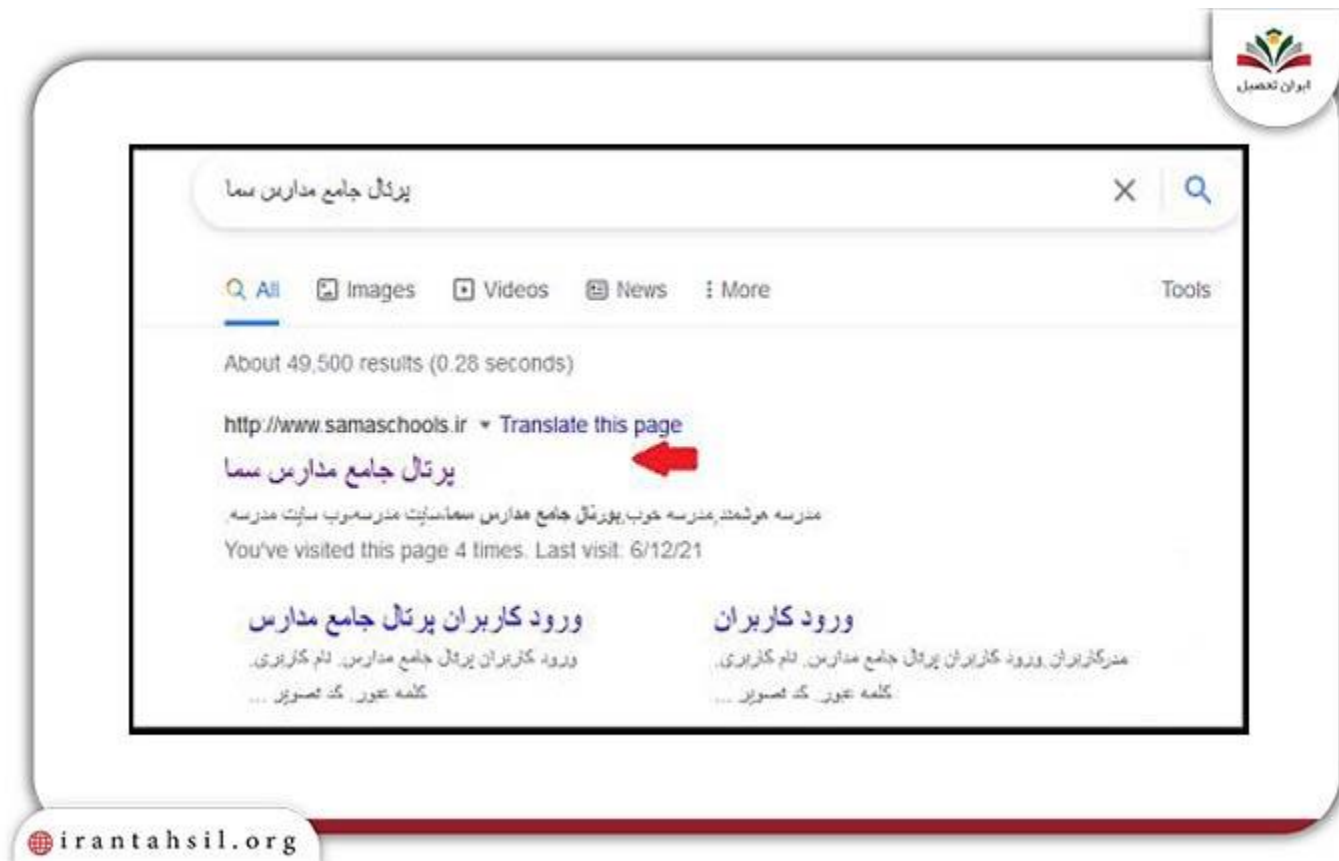 ایران تحصیل
پرتال جامع مدارس سما
All Images Videos News More Tools
About 49,500 results (0.28 seconds)
http://www.samaschools.ir Translate this page
پرتال جامع مدارس سما
مدرسه هوشمند,مدرسه خوب,پورتال جامع مدارس سما,سایت مدرسه,وب سایت مدرسه,
You've visited this page 4 times. Last visit: 6/12/21
ورود کاربران
مدرکاربران ورود کاربران پرتال جامع مدارس. نام کاربری.
کلمه عبور. کد تصویر ...
ورود کاربران پرتال جامع مدارس
ورود کاربران پرتال جامع مدارس. نام کاربری.
کلمه عبور. کد تصویر ...
irantahsil.org